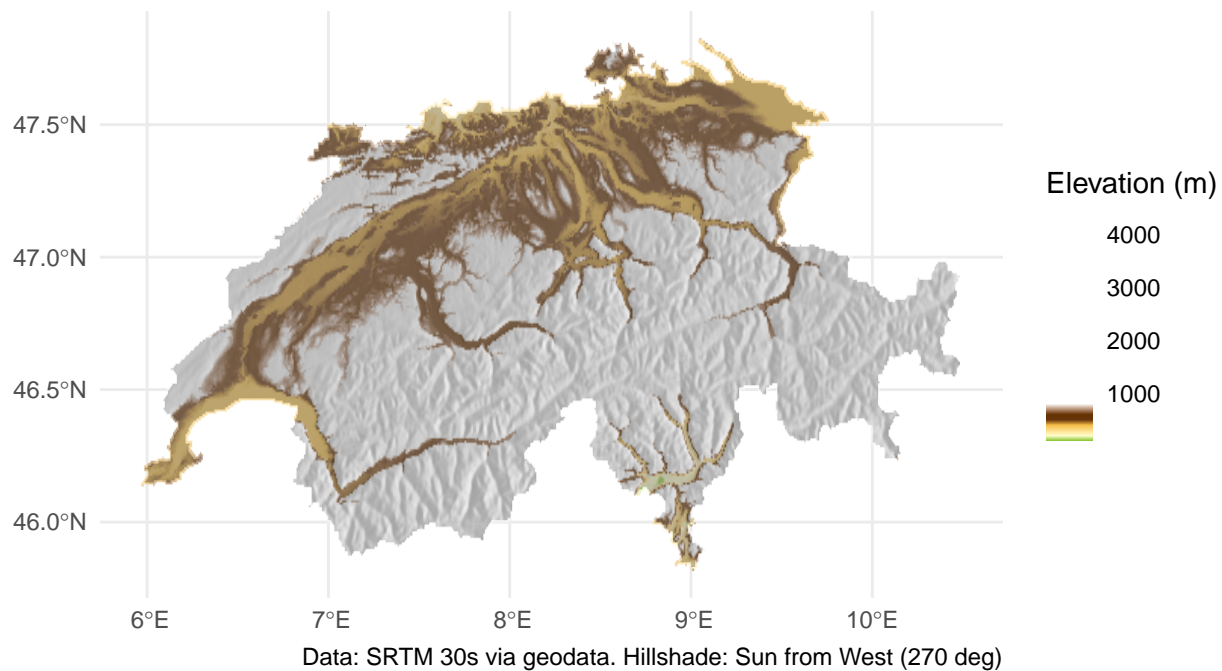 47.5°N
47.0°N
46.5°N
46.0°N
6°E 7°E 8°E 9°E 10°E
Elevation (m)
4000
3000
2000
1000
Data: SRTM 30s via geodata. Hillshade: Sun from West (270 deg)